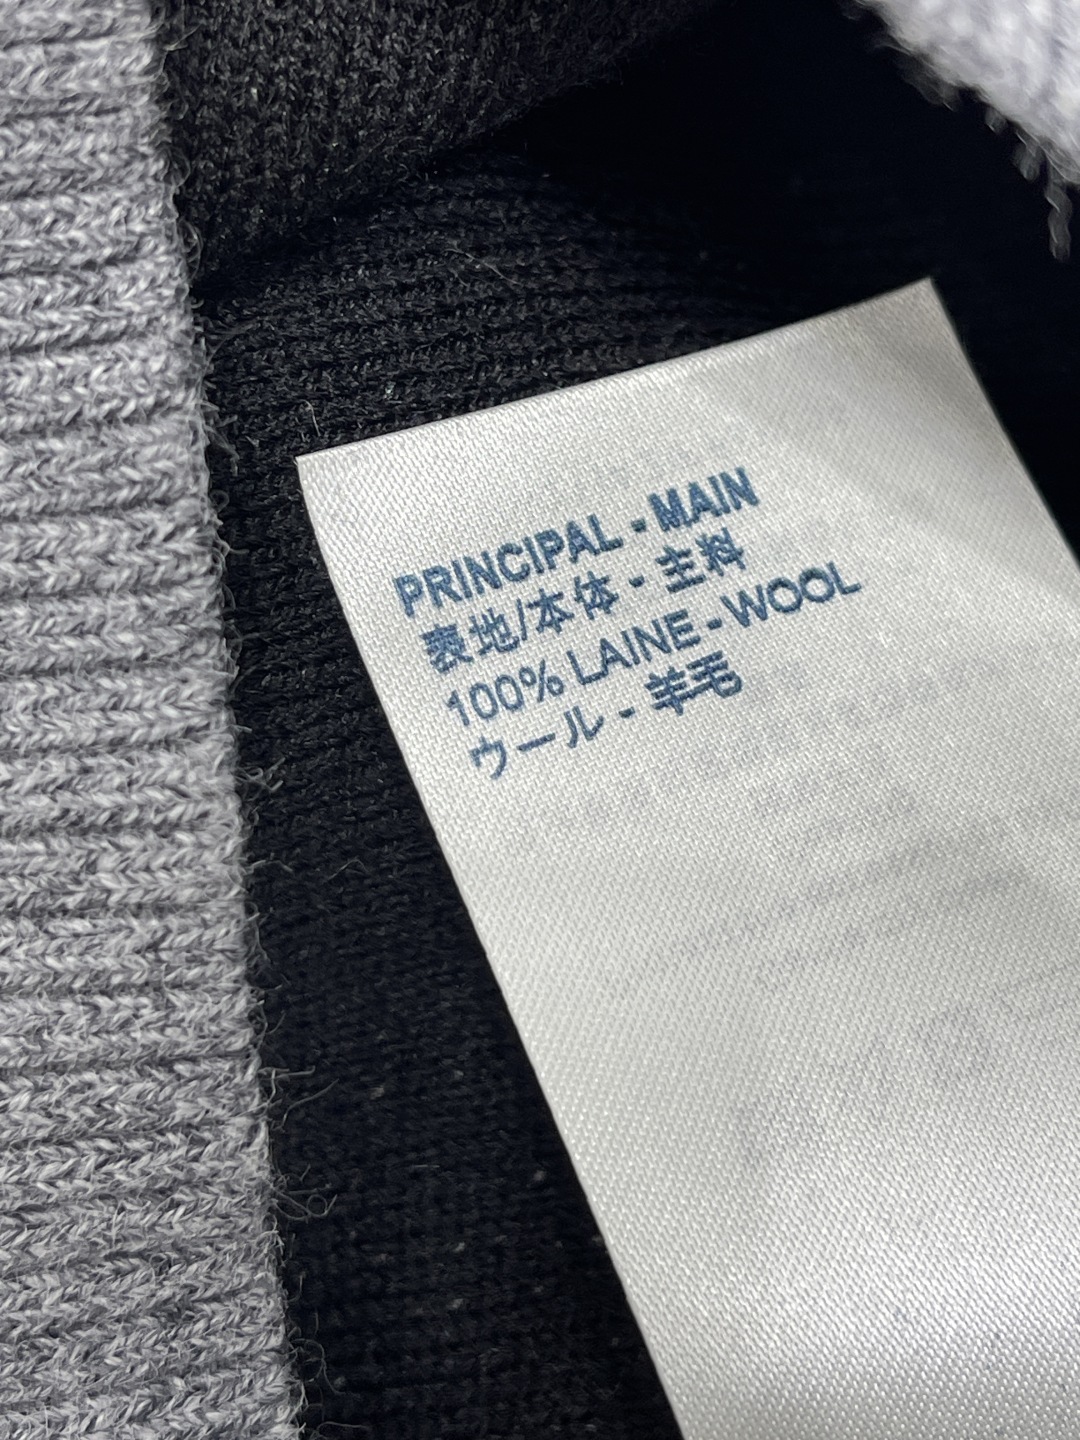 PRINCIPAL - MAIN
表地/本体 - 主料
100% LAINE - WOOL
ウール - 羊毛